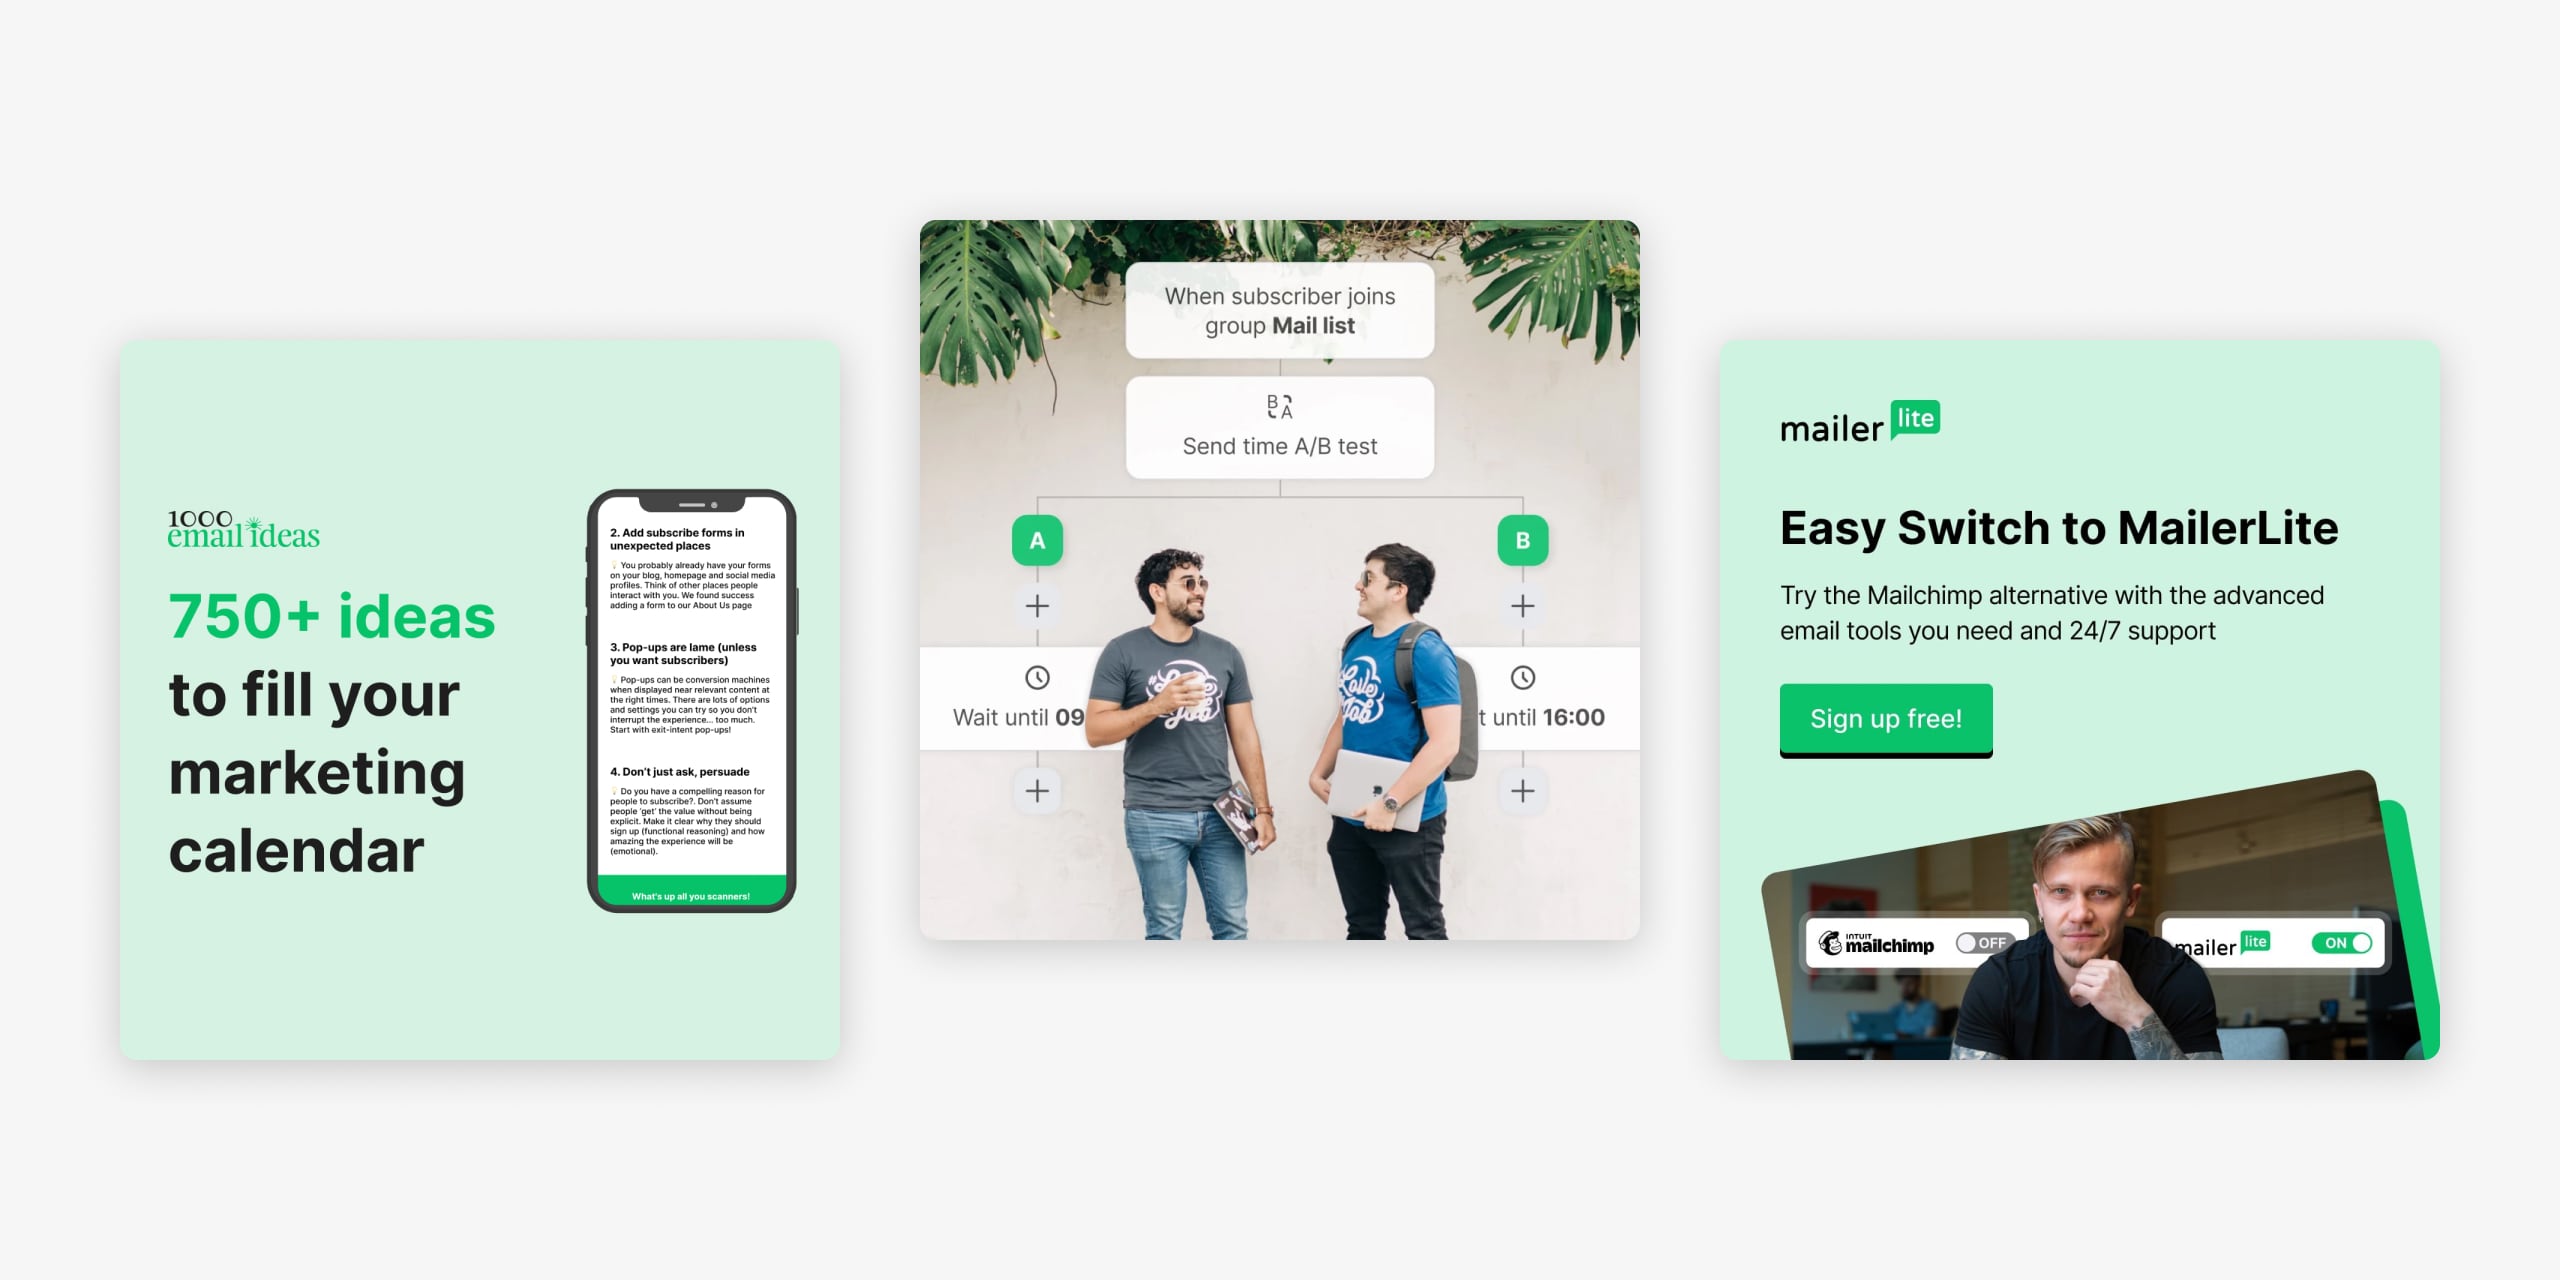 1000
email ideas
750+ ideas
to fill your
marketing
calendar
2. Add subscribe forms in
unexpected places
You probably already have your forms
on your blog, homepage and social media
profiles. Think of other places people
interact with you. We found success
adding a form to our About Us page
3. Pop-ups are lame (unless
you want subscribers)
Pop-ups can be conversion machines
when displayed near relevant content at
the right times. There are lots of options
and settings you can try so you don't
interrupt the experience... too much.
Start with exit-intent pop-ups!
4. Don't just ask, persuade
Do you have a compelling reason for
people to subscribe?. Don't assume
people 'get' the value without being
explicit. Make it clear why they should
sign up (functional reasoning) and how
amazing the experience will be
(emotional).
What's up all you scanners!
When subscriber joins
group Mail list
B A
Send time A/B test
A
B
Wait until 09
t until 16:00
Love
Job
Love
Job
mailer lite
Easy Switch to MailerLite
Try the Mailchimp alternative with the advanced
email tools you need and 24/7 support
Sign up free!
INTUIT
mailchimp
OFF
mailer lite
ON